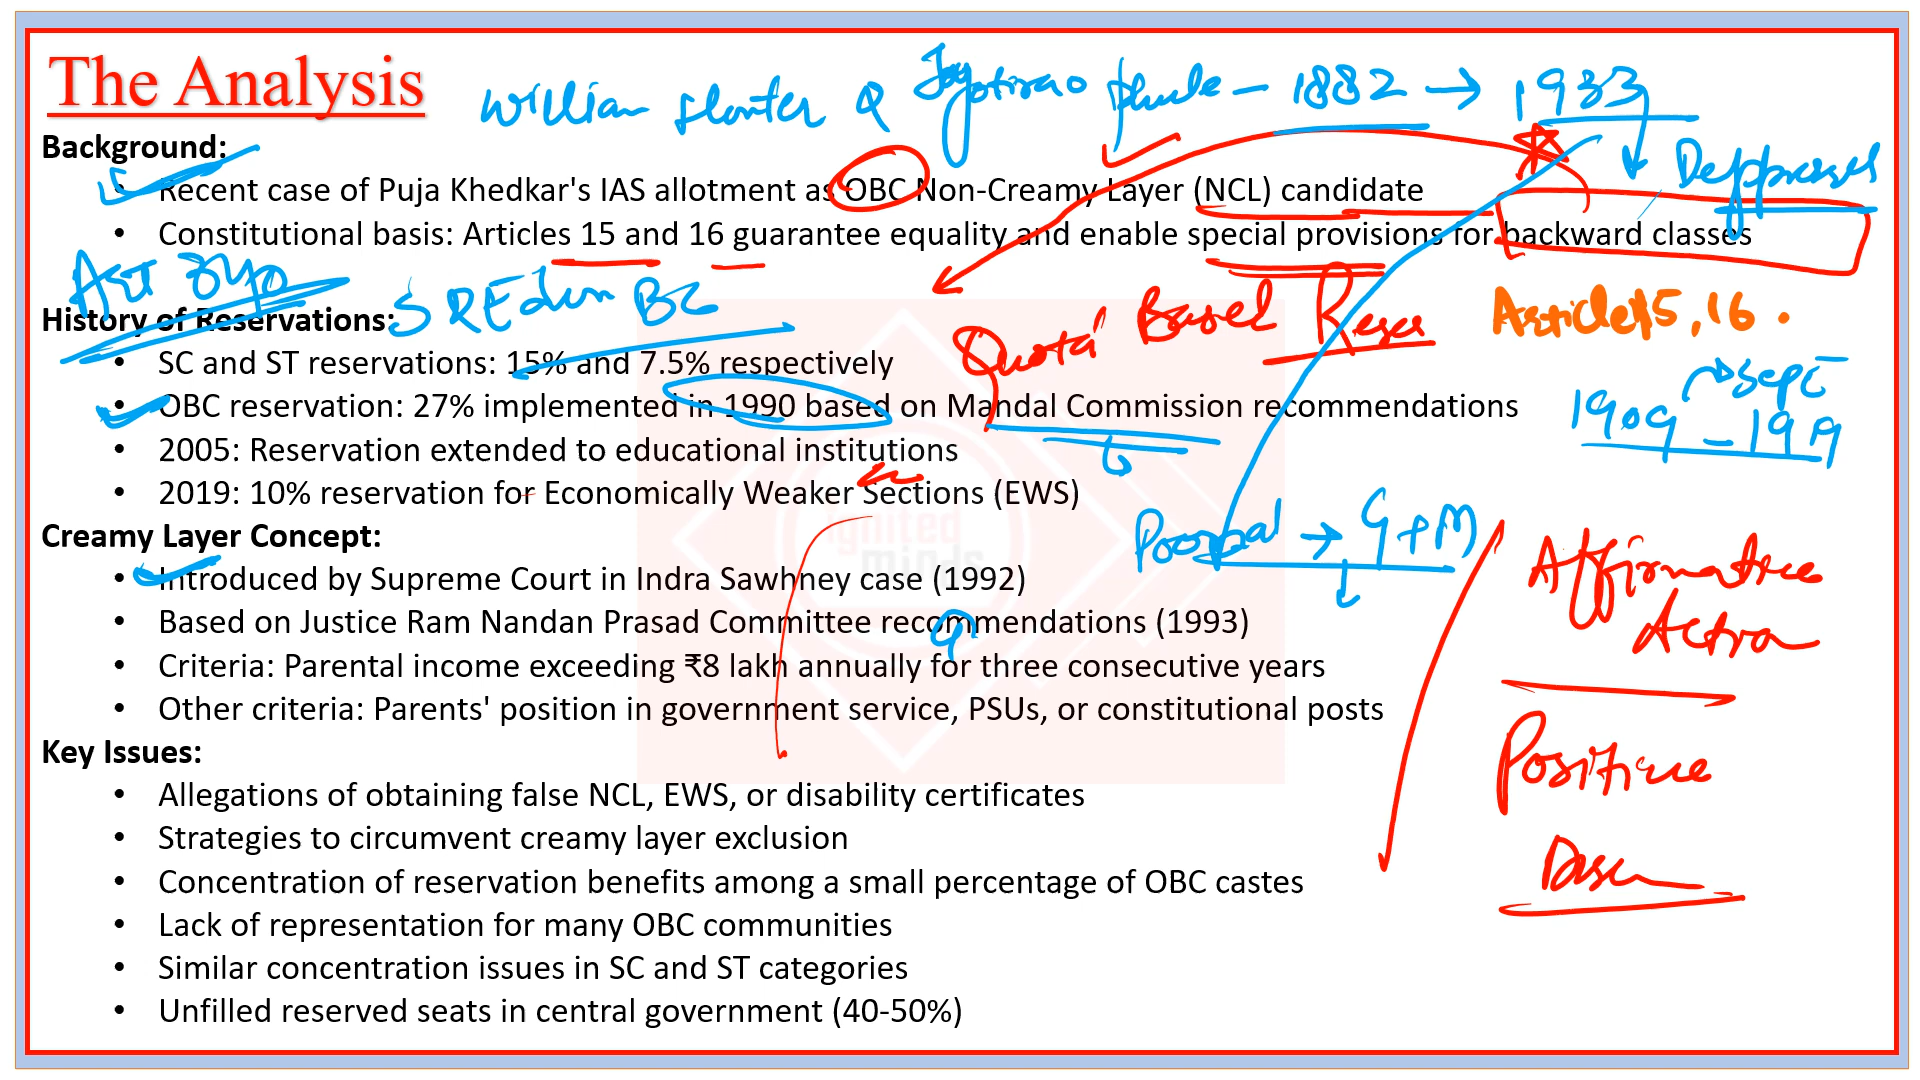 The Analysis
William Hunter & Jyotirao Phule - 1882 → 1933
Background:
Depresses
• Recent case of Puja Khedkar's IAS allotment as OBC Non-Creamy Layer (NCL) candidate
• Constitutional basis: Articles 15 and 16 guarantee equality and enable special provisions for backward classes
Art 340
S & Edun BC
Quota Based Reser
Article 15, 16.
History of Reservations:
• SC and ST reservations: 15% and 7.5% respectively
Sept
• OBC reservation: 27% implemented in 1990 based on Mandal Commission recommendations
1909 - 1919
• 2005: Reservation extended to educational institutions
• 2019: 10% reservation for Economically Weaker Sections (EWS)
ignited
minds
→ G + M
Creamy Layer Concept:
Affirmative
Action
• Introduced by Supreme Court in Indra Sawhney case (1992)
• Based on Justice Ram Nandan Prasad Committee recommendations (1993)
• Criteria: Parental income exceeding ₹8 lakh annually for three consecutive years
• Other criteria: Parents' position in government service, PSUs, or constitutional posts
Key Issues:
Positive
• Allegations of obtaining false NCL, EWS, or disability certificates
• Strategies to circumvent creamy layer exclusion
• Concentration of reservation benefits among a small percentage of OBC castes
• Lack of representation for many OBC communities
• Similar concentration issues in SC and ST categories
• Unfilled reserved seats in central government (40-50%)